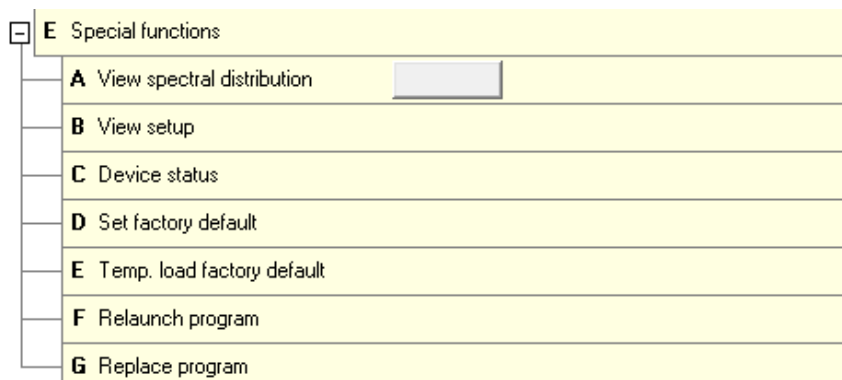 E Special functions
A View spectral distribution
B View setup
C Device status
D Set factory default
E Temp. load factory default
F Relaunch program
G Replace program